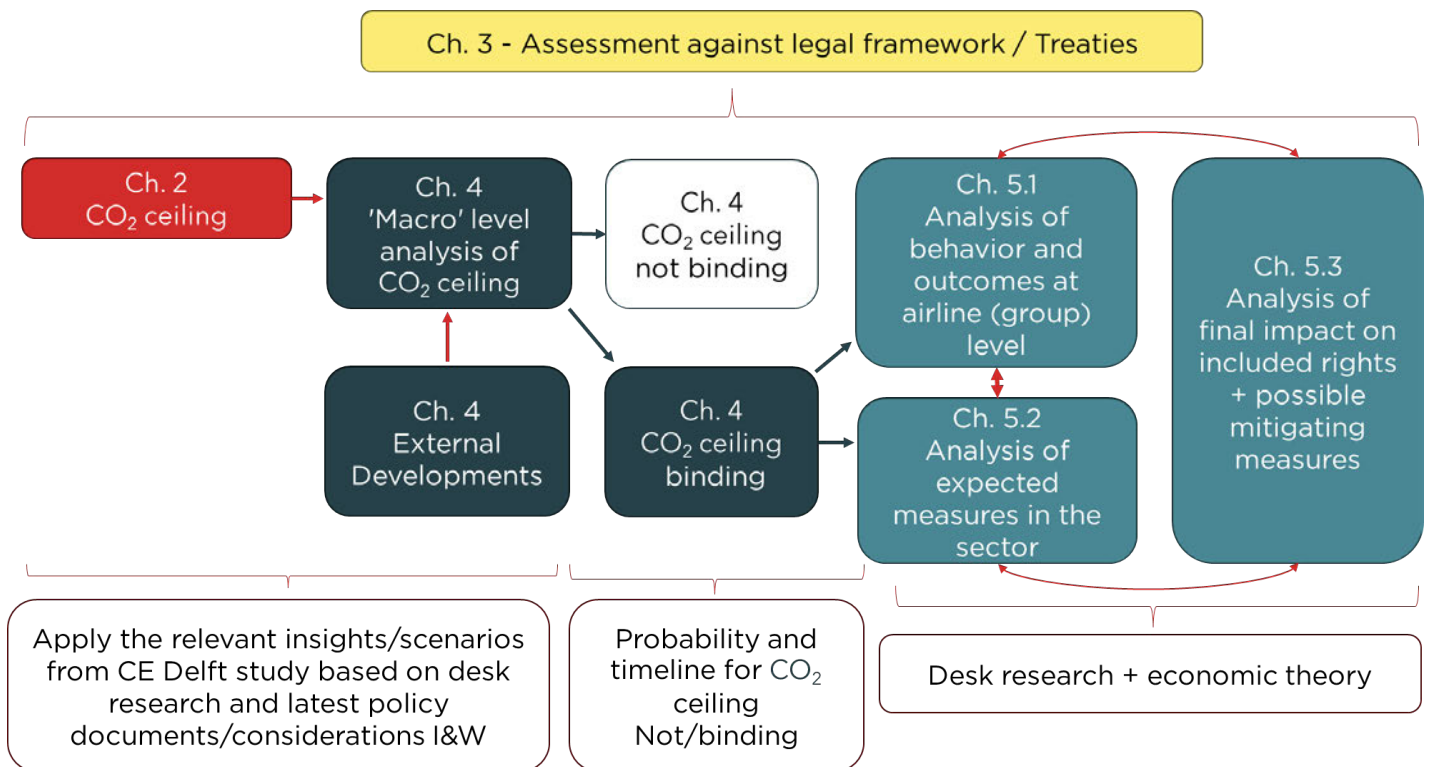 Ch. 3 - Assessment against legal framework / Treaties
Ch. 2
CO₂ ceiling
Ch. 4
'Macro' level
analysis of
CO₂ ceiling
Ch. 4
CO₂ ceiling
not binding
Ch. 4
External
Developments
Ch. 4
CO₂ ceiling
binding
Ch. 5.1
Analysis of
behavior and
outcomes at
airline (group)
level
Ch. 5.2
Analysis of
expected
measures in the
sector
Ch. 5.3
Analysis of
final impact on
included rights
+ possible
mitigating
measures
Apply the relevant insights/scenarios
from CE Delft study based on desk
research and latest policy
documents/considerations I&W
Probability and
timeline for CO₂
ceiling
Not/binding
Desk research + economic theory